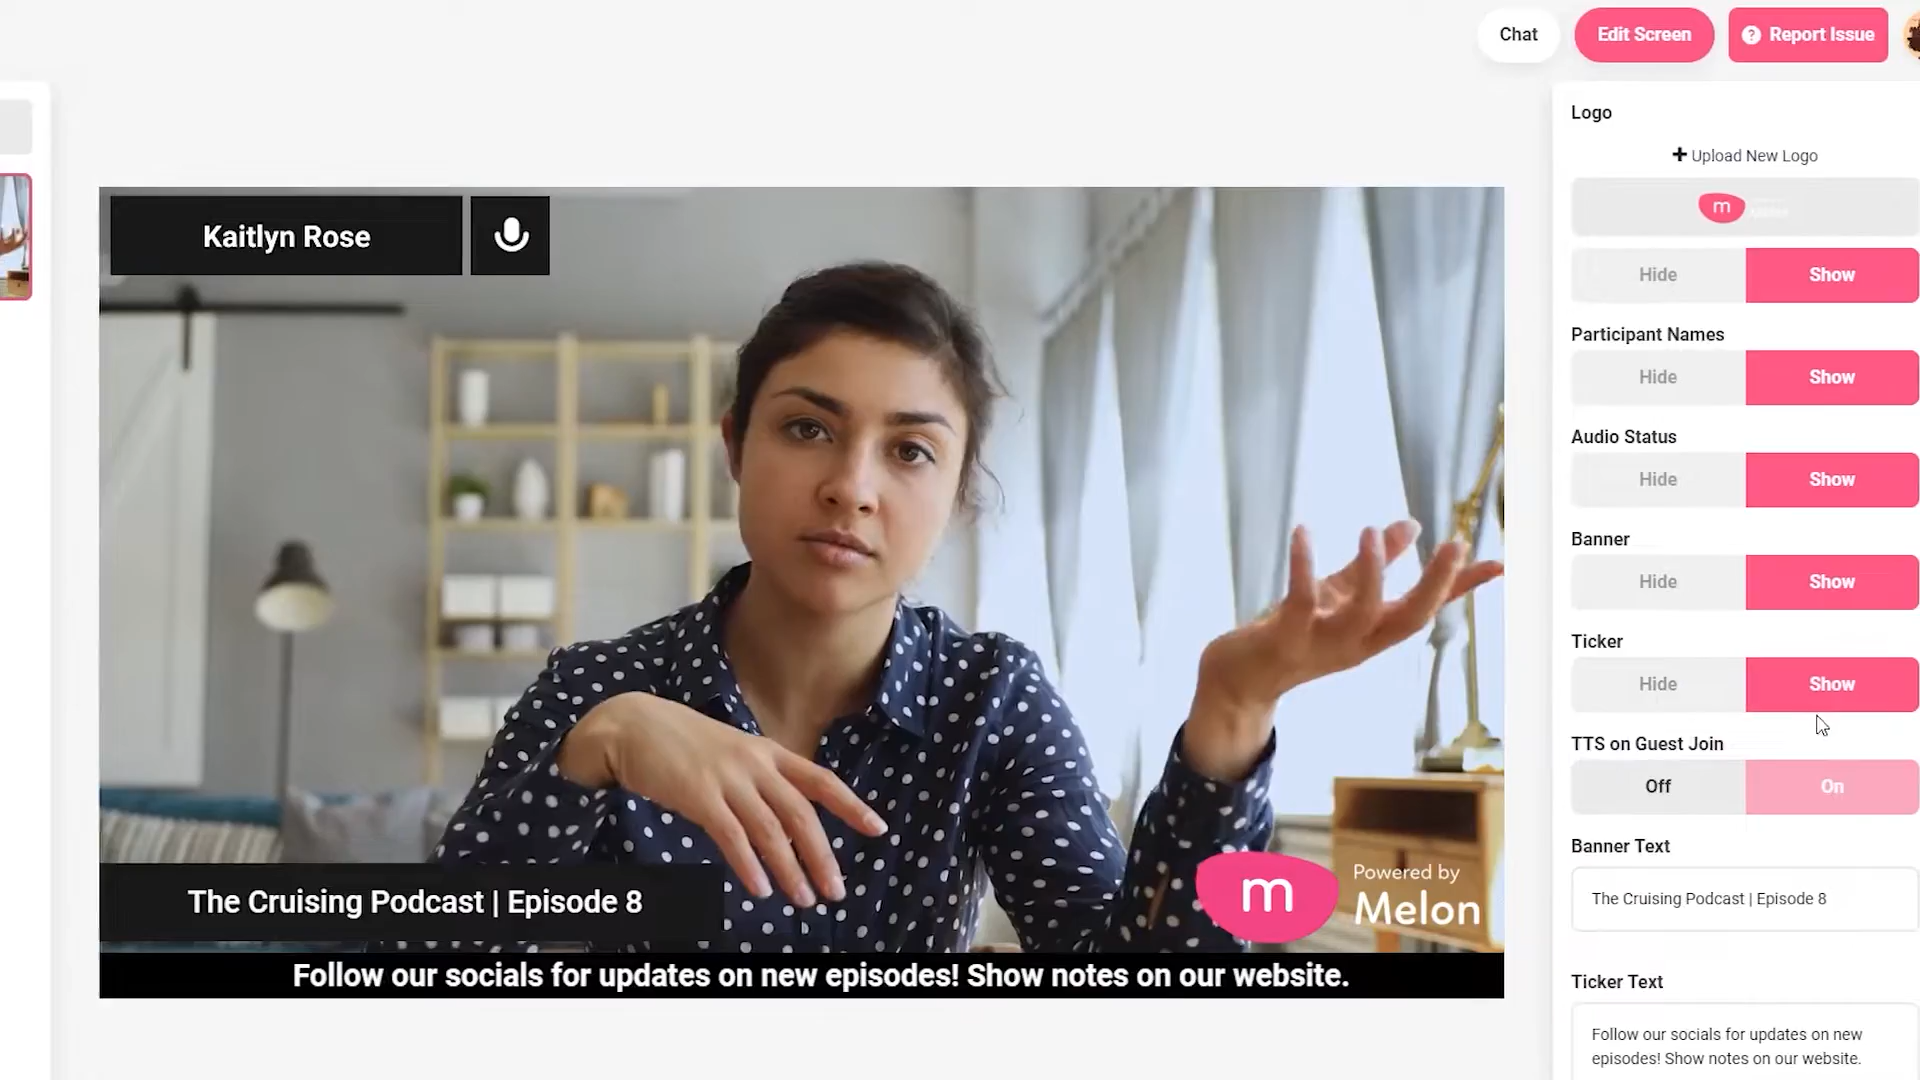 Chat
Edit Screen
? Report Issue
Logo
+ Upload New Logo
m
Hide
Show
Participant Names
Hide
Show
Audio Status
Hide
Show
Banner
Hide
Show
Ticker
Hide
Show
TTS on Guest Join
Off
On
Banner Text
The Cruising Podcast | Episode 8
Ticker Text
Follow our socials for updates on new
episodes! Show notes on our website.
Kaitlyn Rose
The Cruising Podcast | Episode 8
m
Powered by
Melon
Follow our socials for updates on new episodes! Show notes on our website.